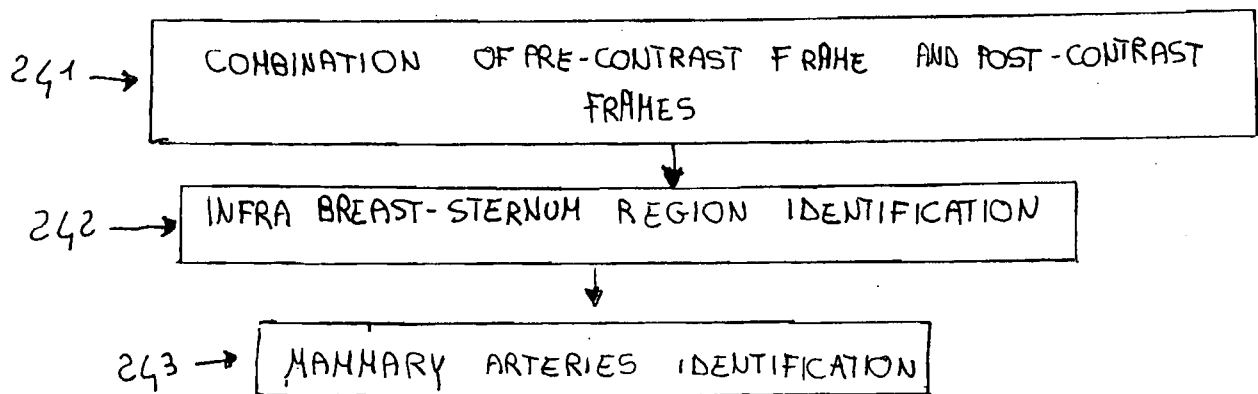 COMBINATION OF PRE-CONTRAST FRAME AND POST-CONTRAST
FRAMES
241
INFRA BREAST-STERNUM REGION IDENTIFICATION
242
MAMMARY ARTERIES IDENTIFICATION
243